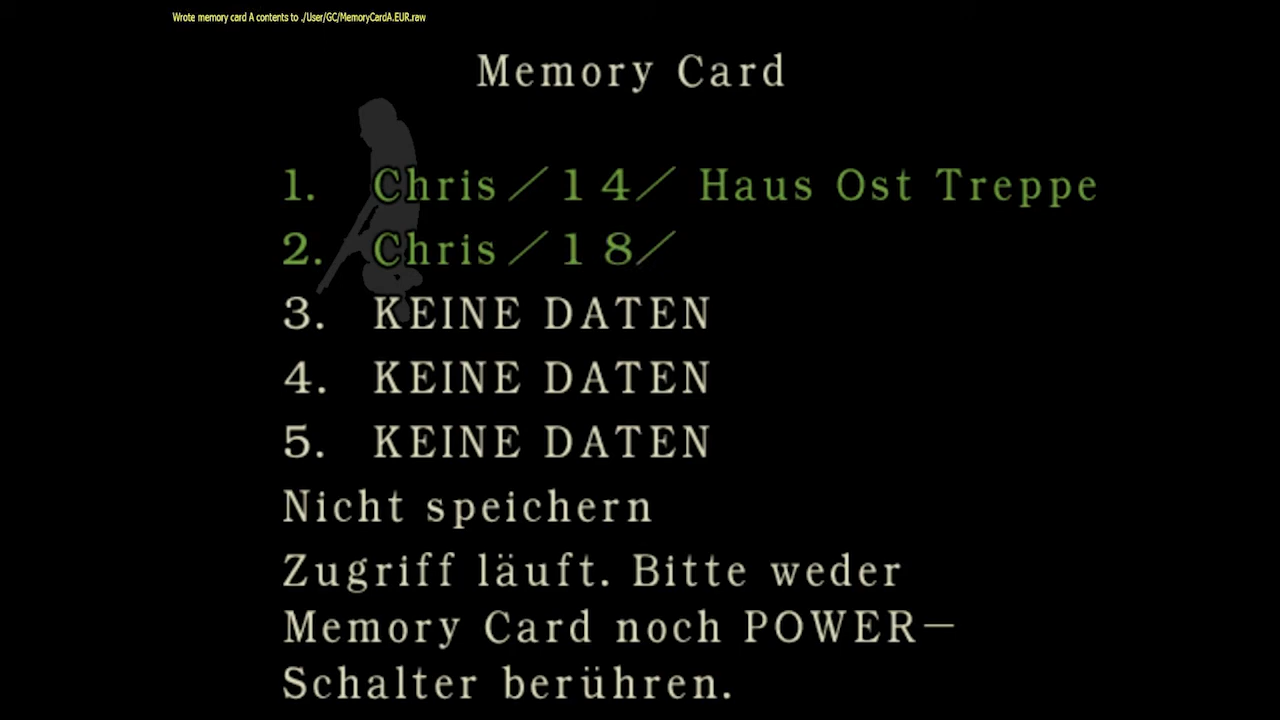 Wrote memory card A contents to ./User/GC/MemoryCardA.EUR.raw
Memory Card
1. Chris／１４／ Haus Ost Treppe
2. Chris／１８／
3. KEINE DATEN
4. KEINE DATEN
5. KEINE DATEN
Nicht speichern
Zugriff läuft. Bitte weder
Memory Card noch POWER－
Schalter berühren.